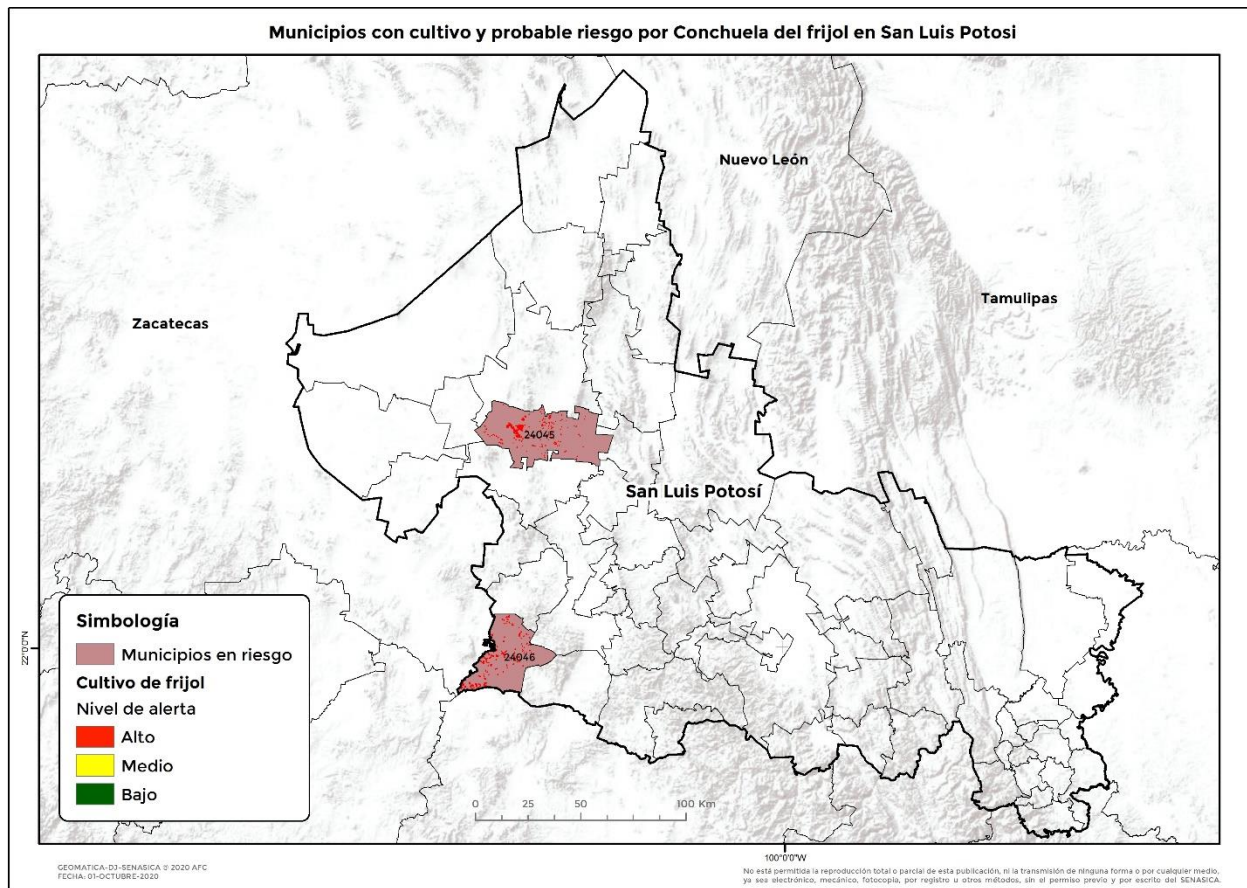 Municipios con cultivo y probable riesgo por Conchuela del frijol en San Luis Potosi
Nuevo León
Tamulipas
Zacatecas
24045
San Luis Potosí
24046
22°0'0"N
Simbología
Municipios en riesgo
Cultivo de frijol
Nivel de alerta
Alto
Medio
Bajo
0 25 50 100 Km
100°0'0"W
GEOMATICA-DJ-SENASICA © 2020 AFC
FECHA: 01-OCTUBRE-2020
No está permitida la reproducción total o parcial de esta publicación, ni la transmisión de ninguna forma o por cualquier medio,
ya sea electrónico, mecánico, fotocopia, por registro u otros métodos, sin el permiso previo y por escrito del SENASICA.